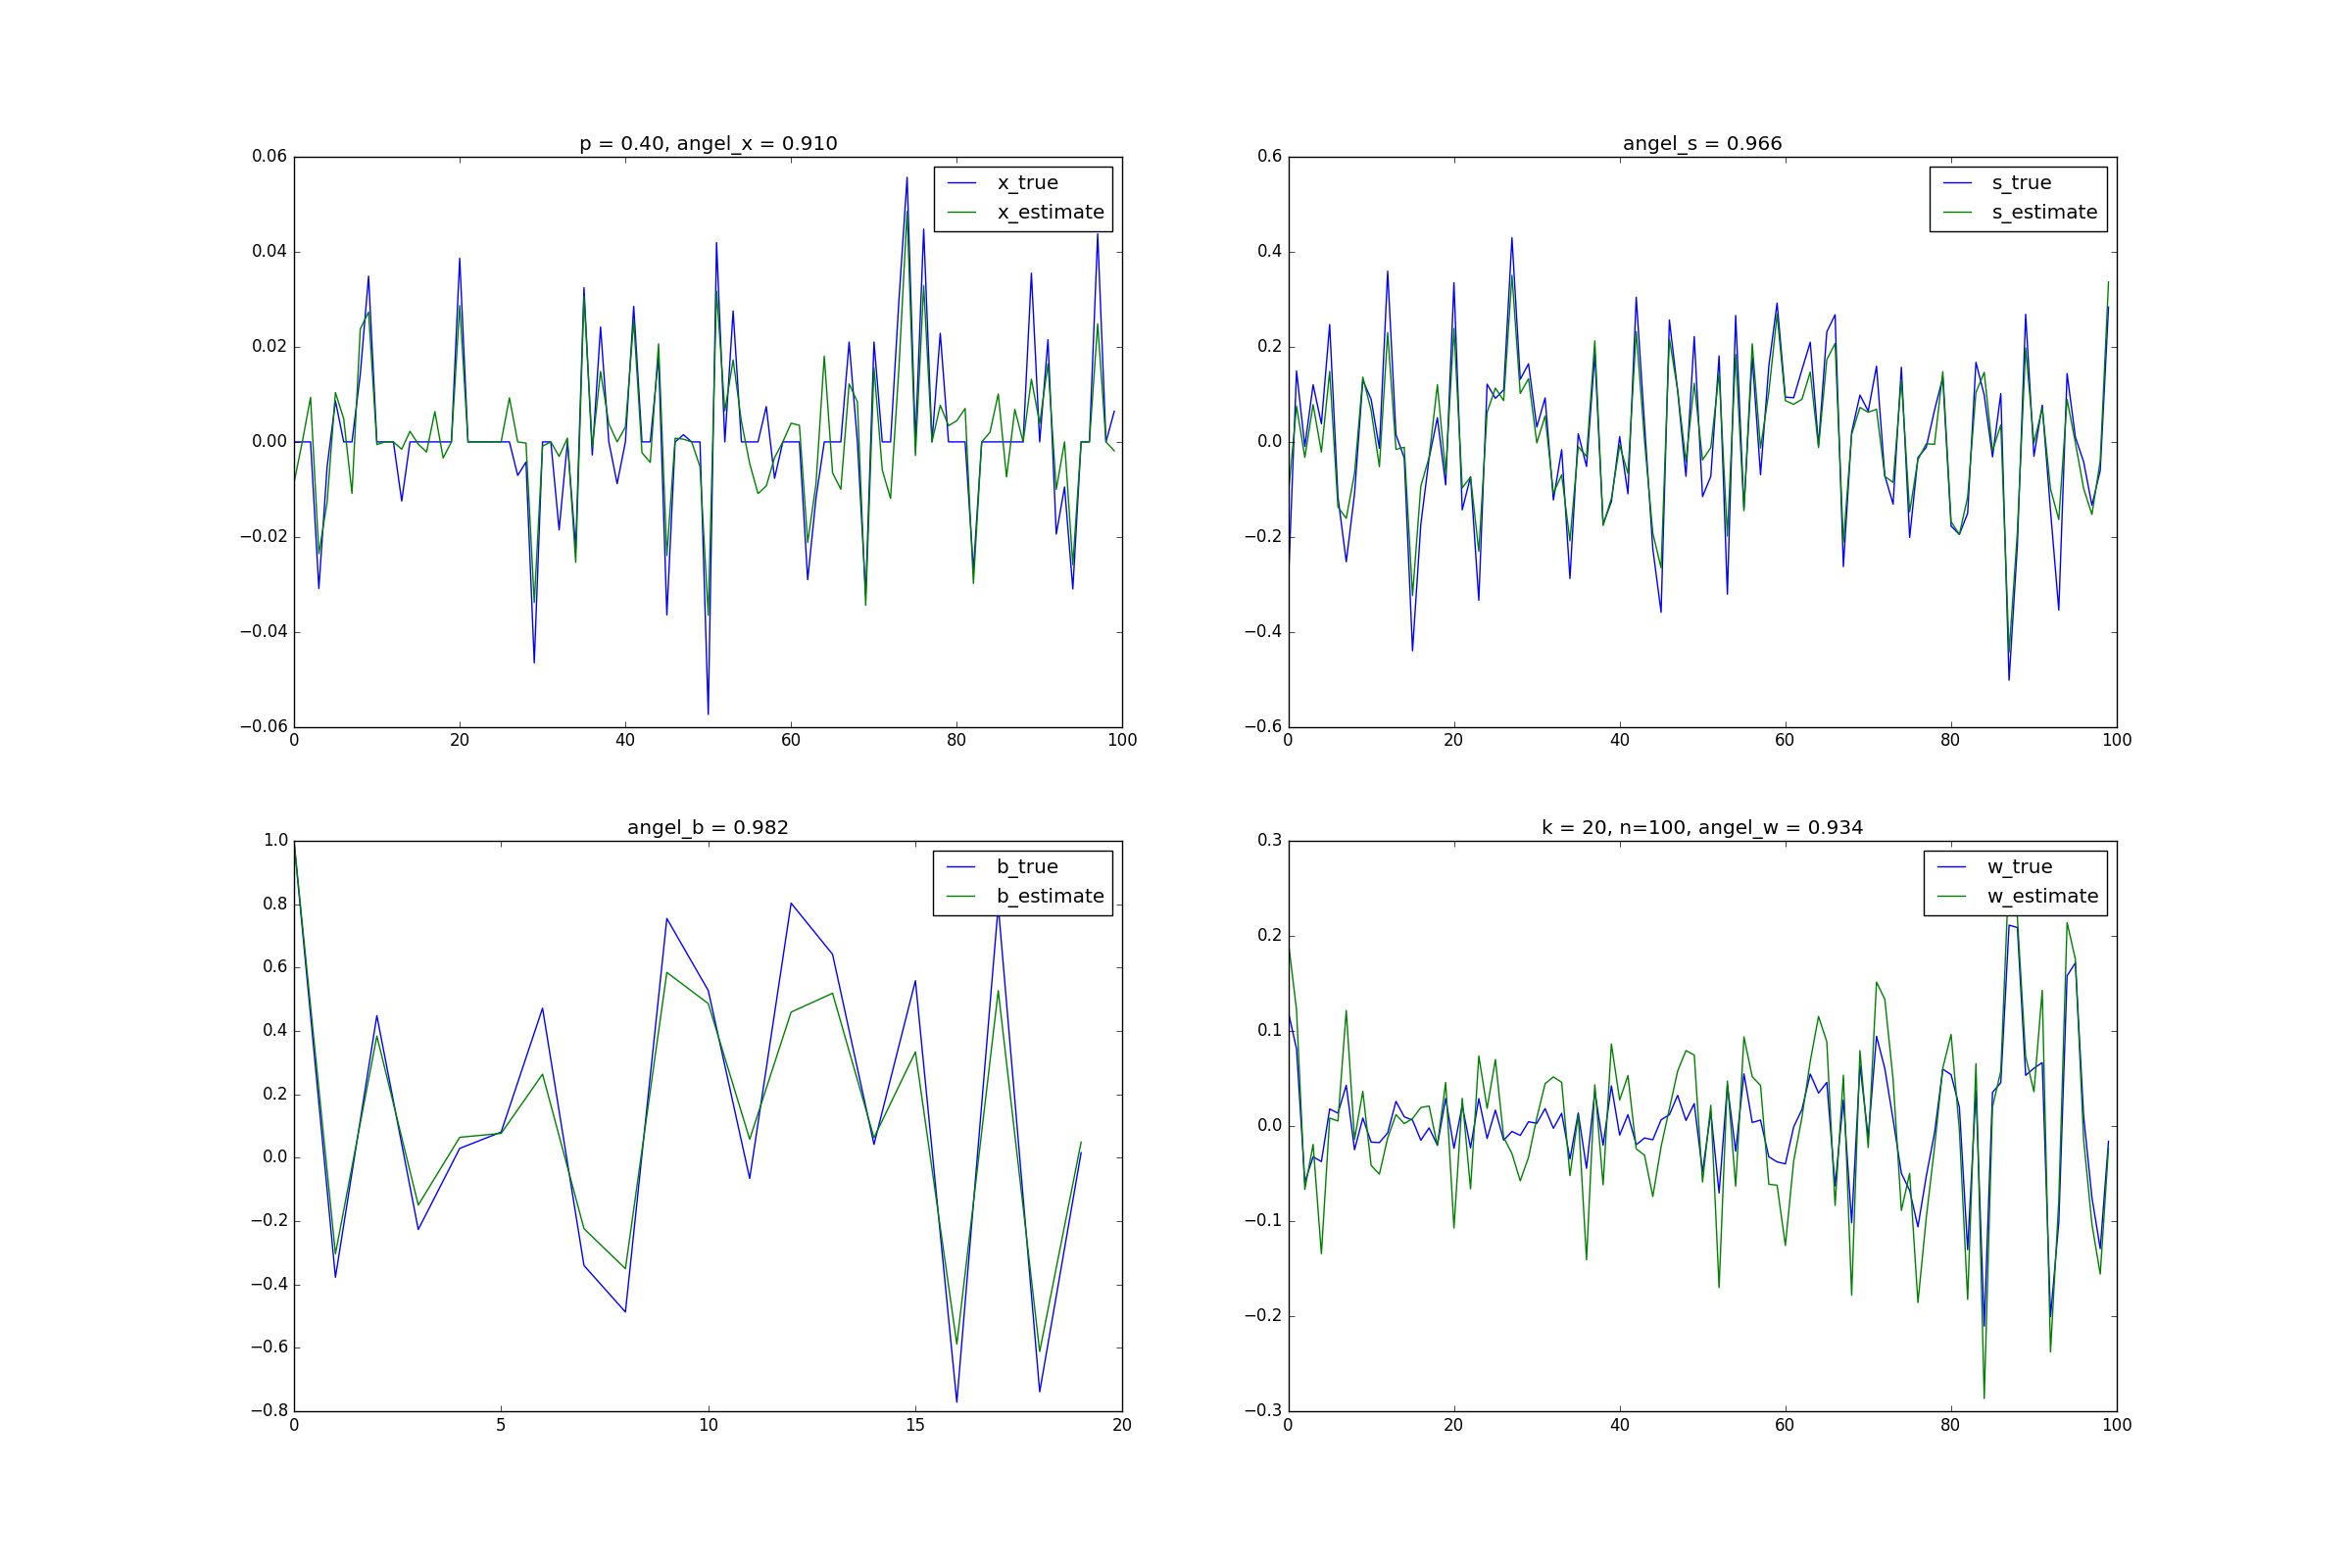 p = 0.40, angel_x = 0.910
0.06
0.04
0.02
0.00
−0.02
−0.04
−0.06
0 20 40 60 80 100
x_true
x_estimate
angel_s = 0.966
0.6
0.4
0.2
0.0
−0.2
−0.4
−0.6
0 20 40 60 80 100
s_true
s_estimate
angel_b = 0.982
1.0
0.8
0.6
0.4
0.2
0.0
−0.2
−0.4
−0.6
−0.8
0 5 10 15 20
b_true
b_estimate
k = 20, n=100, angel_w = 0.934
0.3
0.2
0.1
0.0
−0.1
−0.2
−0.3
0 20 40 60 80 100
w_true
w_estimate